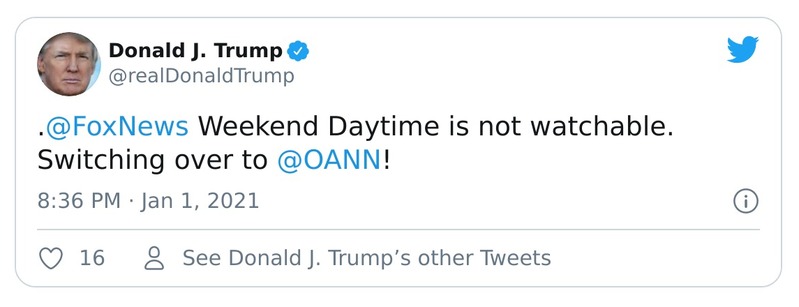 Donald J. Trump
@realDonaldTrump
.@FoxNews Weekend Daytime is not watchable.
Switching over to @OANN!
8:36 PM · Jan 1, 2021
16 See Donald J. Trump’s other Tweets